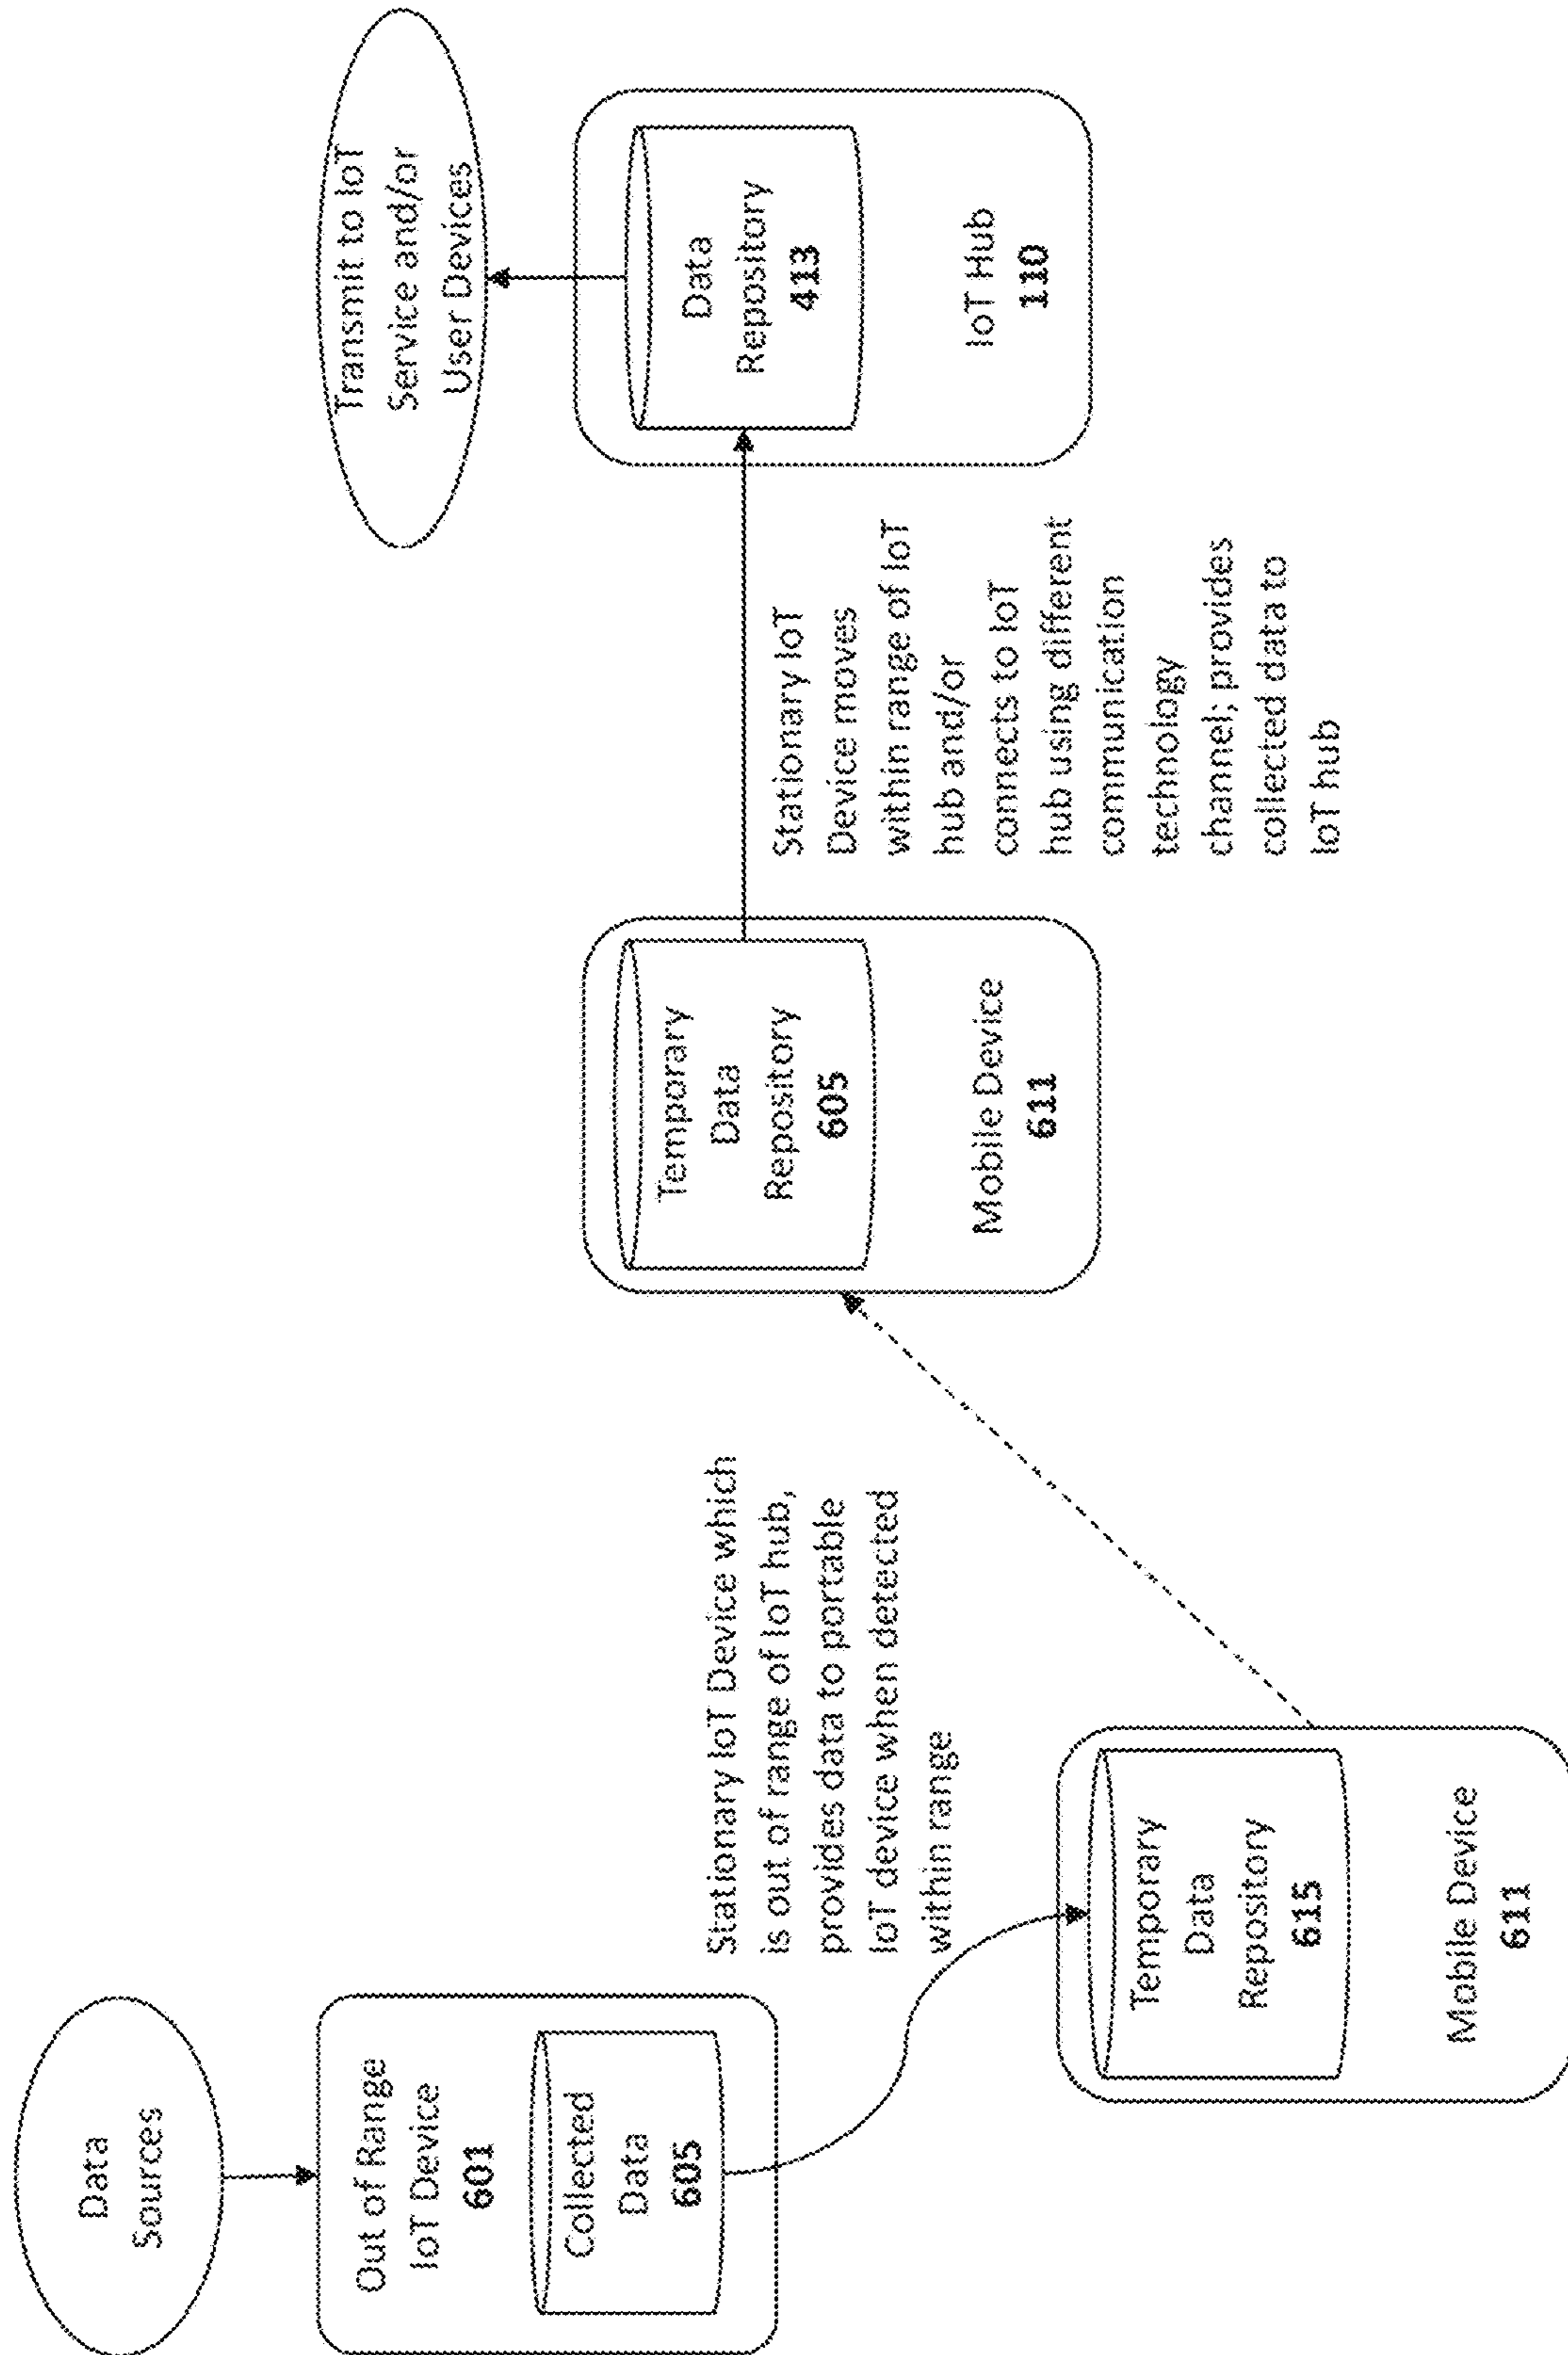 Data
Sources
Out of Range
IoT Device
601
Collected
Data
605
Stationary IoT Device which
is out of range of IoT hub,
provides data to portable
IoT device when detected
within range
Temporary
Data
Repository
615
Mobile Device
611
Temporary
Data
Repository
605
Mobile Device
611
Stationary IoT
Device moves
within range of IoT
hub and/or
connects to IoT
hub using different
communication
technology
channel; provides
collected data to
IoT hub
Transmit to IoT
Service and/or
User Devices
Data
Repository
413
IoT Hub
110